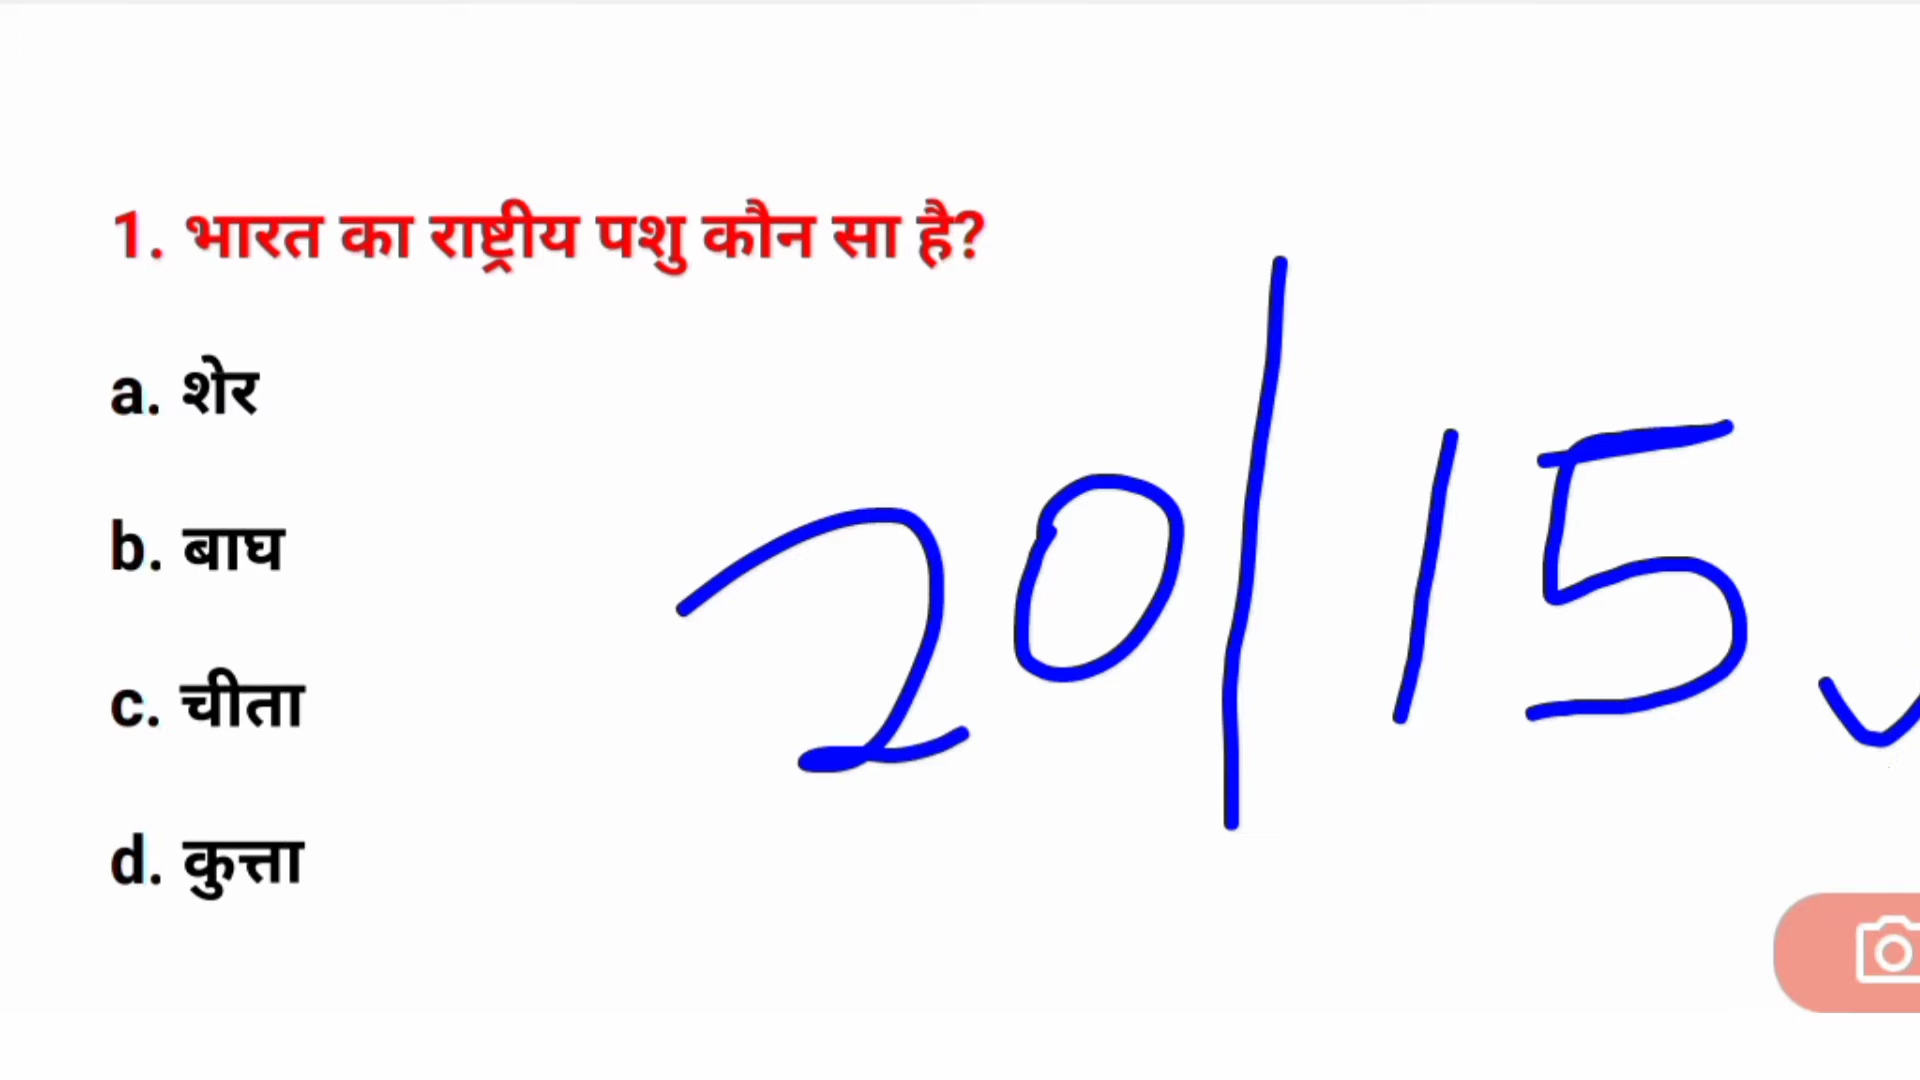 1. भारत का राष्ट्रीय पशु कौन सा है?
a. शेर
b. बाघ
20|15
c. चीता
d. कुत्ता